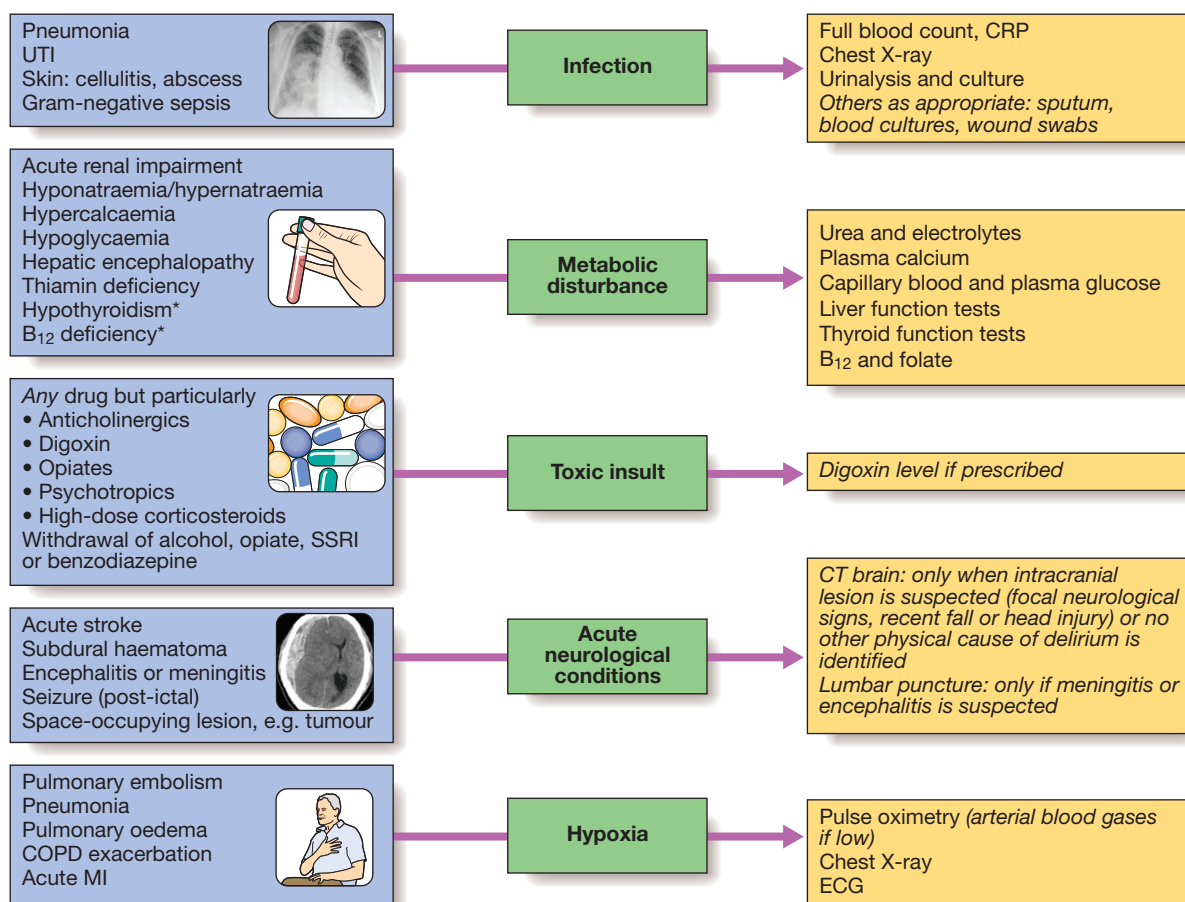 Pneumonia
UTI
Skin: cellulitis, abscess
Gram-negative sepsis
Infection
Full blood count, CRP
Chest X-ray
Urinalysis and culture
Others as appropriate: sputum,
blood cultures, wound swabs
Acute renal impairment
Hyponatraemia/hypernatraemia
Hypercalcaemia
Hypoglycaemia
Hepatic encephalopathy
Thiamin deficiency
Hypothyroidism*
B₁₂ deficiency*
Metabolic
disturbance
Urea and electrolytes
Plasma calcium
Capillary blood and plasma glucose
Liver function tests
Thyroid function tests
B₁₂ and folate
Any drug but particularly
• Anticholinergics
• Digoxin
• Opiates
• Psychotropics
• High-dose corticosteroids
Withdrawal of alcohol, opiate, SSRI
or benzodiazepine
Toxic insult
Digoxin level if prescribed
Acute stroke
Subdural haematoma
Encephalitis or meningitis
Seizure (post-ictal)
Space-occupying lesion, e.g. tumour
Acute
neurological
conditions
CT brain: only when intracranial
lesion is suspected (focal neurological
signs, recent fall or head injury) or no
other physical cause of delirium is
identified
Lumbar puncture: only if meningitis or
encephalitis is suspected
Pulmonary embolism
Pneumonia
Pulmonary oedema
COPD exacerbation
Acute MI
Hypoxia
Pulse oximetry (arterial blood gases
if low)
Chest X-ray
ECG